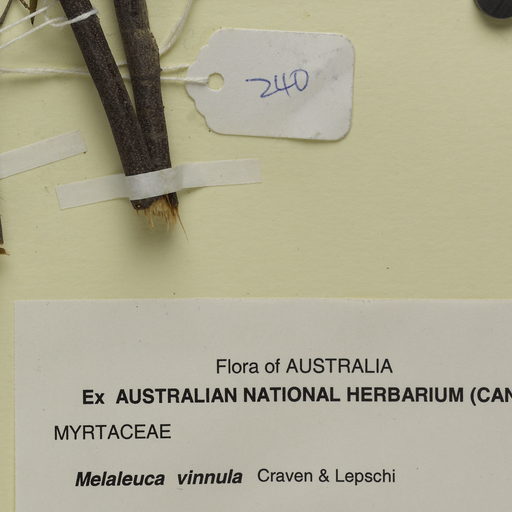 240
Flora of AUSTRALIA
Ex AUSTRALIAN NATIONAL HERBARIUM (CAN
MYRTACEAE
Melaleuca vinnula Craven & Lepschi